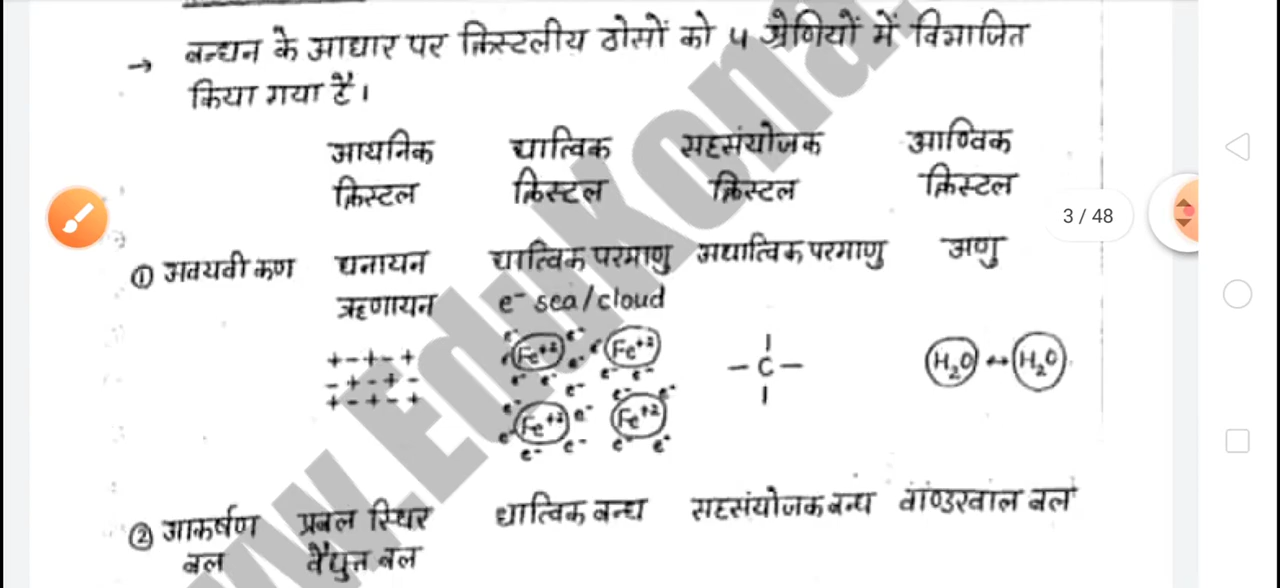 → बन्धन के आधार पर क्रिस्टलीय ठोसों को 4 श्रेणियों में विभाजित
किया गया है।
आयनिक धात्विक सहसंयोजक आण्विक
क्रिस्टल क्रिस्टल क्रिस्टल क्रिस्टल
3 / 48
① अवयवी कण धनायन धात्विक परमाणु अधात्विक परमाणु अणु
ऋणायन e⁻ sea/cloud
+ - + - + Fe⁺² Fe⁺² - C - H₂O ↔ H₂O
- + - + -
+ - + - + Fe⁺² Fe⁺²
e⁻ e⁻ e⁻ e⁻
② आकर्षण प्रबल स्थिर धात्विक बन्ध सहसंयोजक बन्ध वाण्डरवाल बल
बल वैद्युत बल
www.Edukona